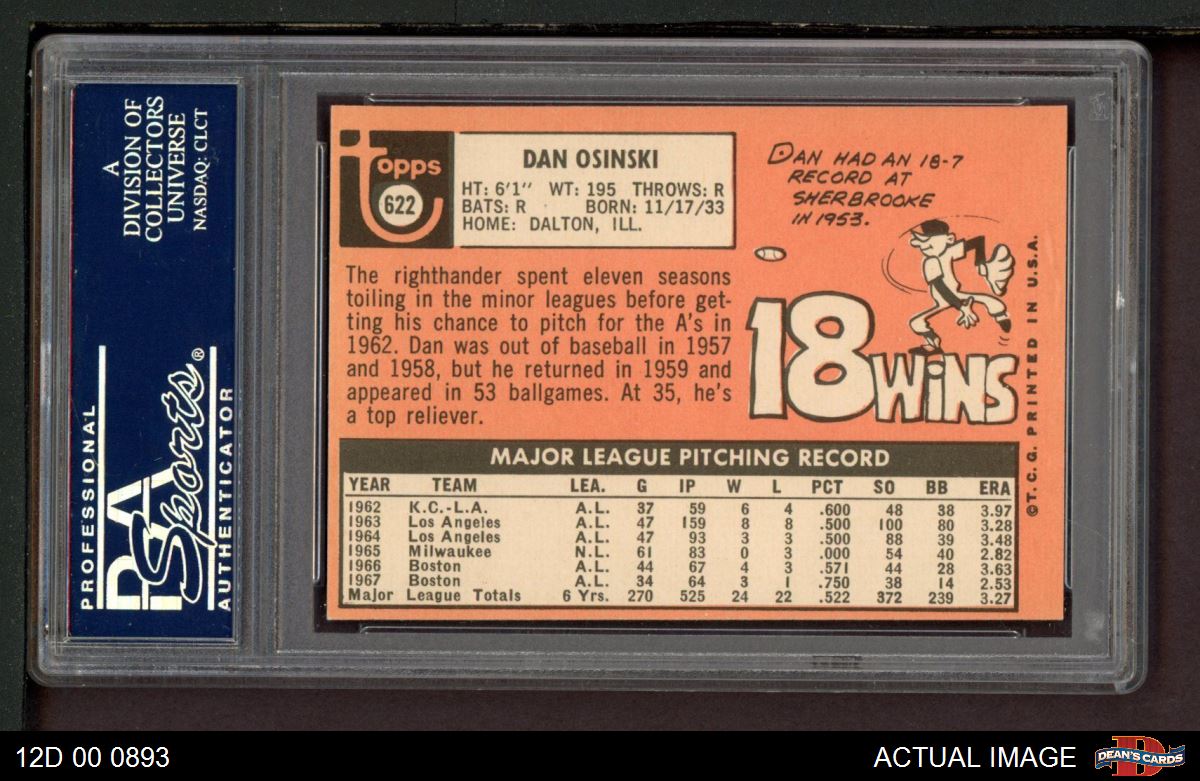 A
DIVISION OF
COLLECTORS
UNIVERSE
NASDAQ: CLCT
PROFESSIONAL
PSA
Sports®
AUTHENTICATOR
Topps
622
DAN OSINSKI
HT: 6'1" WT: 195 THROWS: R
BATS: R BORN: 11/17/33
HOME: DALTON, ILL.
The righthander spent eleven seasons
toiling in the minor leagues before get-
ting his chance to pitch for the A's in
1962. Dan was out of baseball in 1957
and 1958, but he returned in 1959 and
appeared in 53 ballgames. At 35, he's
a top reliever.
DAN HAD AN 18-7
RECORD AT
SHERBROOKE
IN 1953.
18 WINS
©T.C.G. PRINTED IN U.S.A.
MAJOR LEAGUE PITCHING RECORD
YEAR TEAM LEA. G IP W L PCT SO BB ERA
1962 K.C.-L.A. A.L. 37 59 6 4 .600 48 38 3.97
1963 Los Angeles A.L. 47 159 8 8 .500 100 80 3.28
1964 Los Angeles A.L. 47 93 3 3 .500 88 39 3.48
1965 Milwaukee N.L. 61 83 0 3 .000 54 40 2.82
1966 Boston A.L. 44 67 4 3 .571 44 28 3.63
1967 Boston A.L. 34 64 3 1 .750 38 14 2.53
Major League Totals 6 Yrs. 270 525 24 22 .522 372 239 3.27
12D 00 0893
ACTUAL IMAGE
D
DEAN'S CARDS